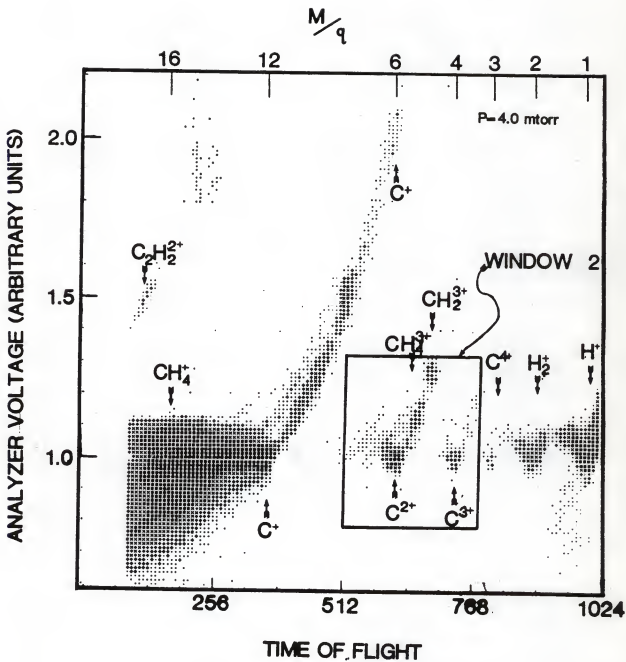 M/q
16 12 6 4 3 2 1
P= 4.0 mtorr
2.0
C⁺
C₂H₂²⁺
WINDOW 2
1.5
CH₂³⁺
CH₄³⁺
C⁴⁺
H₂⁺
H⁺
CH₄⁺
1.0
C⁺
C²⁺
C³⁺
256 512 768 1024
TIME OF FLIGHT
ANALYZER VOLTAGE (ARBITRARY UNITS)